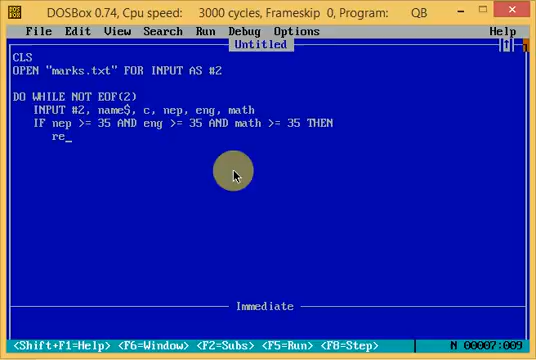 DOSBox 0.74, Cpu speed: 3000 cycles, Frameskip 0, Program: QB
File Edit View Search Run Debug Options Help
Untitled
CLS
OPEN "marks.txt" FOR INPUT AS #2
DO WHILE NOT EOF(2)
INPUT #2, name$, c, nep, eng, math
IF nep >= 35 AND eng >= 35 AND math >= 35 THEN
re_
Immediate
<Shift+F1=Help> <F6=Window> <F2=Subs> <F5=Run> <F8=Step> N 00007:009